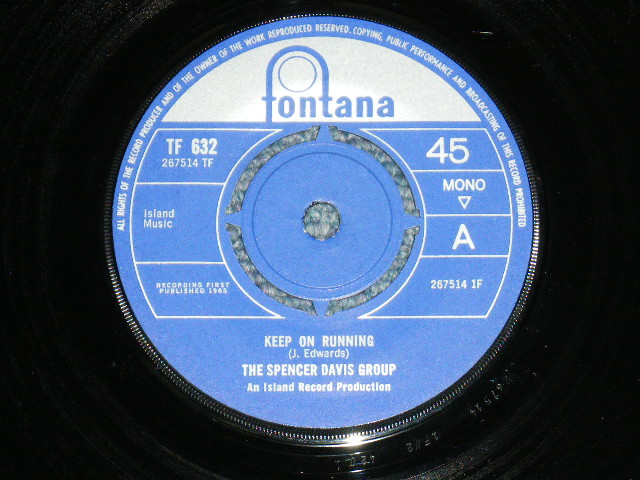 ALL RIGHTS OF THE RECORD PRODUCER AND OF THE OWNER OF THE WORK REPRODUCED RESERVED. COPYING, PUBLIC PERFORMANCE AND BROADCASTING OF THIS RECORD PROHIBITED
fontana
TF 632
267514 TF
45
MONO
A
Island
Music
RECORDING FIRST
PUBLISHED 1965
267514 1F
KEEP ON RUNNING
(J. Edwards)
THE SPENCER DAVIS GROUP
An Island Record Production